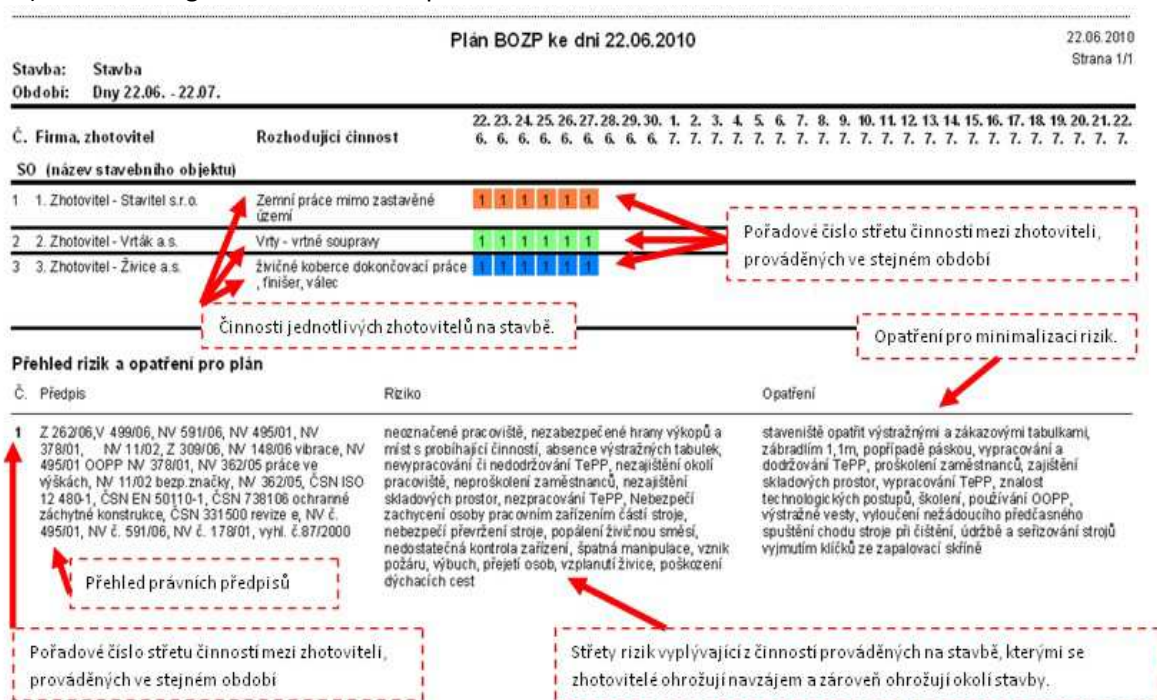 Plán BOZP ke dni 22.06.2010
22.06.2010
Strana 1/1
Stavba: Stavba
Období: Dny 22.06. - 22.07.
22. 23. 24. 25. 26. 27. 28. 29. 30. 1. 2. 3. 4. 5. 6. 7. 8. 9. 10. 11. 12. 13. 14. 15. 16. 17. 18. 19. 20. 21. 22.
Č. Firma, zhotovitel Rozhodující činnost 6. 6. 6. 6. 6. 6. 6. 6. 6. 7. 7. 7. 7. 7. 7. 7. 7. 7. 7. 7. 7. 7. 7. 7. 7. 7. 7. 7. 7. 7. 7.
SO (název stavebního objektu)
1 1. Zhotovitel - Stavitel s.r.o. Zemní práce mimo zastavěné 1 1 1 1 1 1
území
2 2. Zhotovitel - Vrták a.s. Vrty - vrtné soupravy 1 1 1 1 1 1
3 3. Zhotovitel - Živice a.s. živičné koberce dokončovací práce 1 1 1 1 1 1
, finišer, válec
Pořadové číslo střetu činností mezi zhotoviteli,
prováděných ve stejném období
Činnosti jednotlivých zhotovitelů na stavbě.
Opatření pro minimalizaci rizik.
Přehled rizik a opatření pro plán
Č. Předpis Riziko Opatření
1 Z 262/06,V 499/06, NV 591/06, NV 495/01, NV
378/01, NV 11/02, Z 309/06, NV 148/06 vibrace, NV
495/01 OOPP NV 378/01, NV 362/05 práce ve
výškách, NV 11/02 bezp.značky, NV 362/05, ČSN ISO
12 480-1, ČSN EN 50110-1, ČSN 738106 ochranné
záchytné konstrukce, ČSN 331500 revize e, NV č.
495/01, NV č. 591/06, NV č. 178/01, vyhl. č.87/2000
neoznačené pracoviště, nezabezpečené hrany výkopů a
míst s probíhající činností, absence výstražných tabulek,
nevypracování či nedodržování TePP, nezajištění okolí
pracoviště, neproškolení zaměstnanců, nezajištění
skladových prostor, nezpracování TePP, Nebezpečí
zachycení osoby pracovním zařízením částí stroje,
nebezpečí převržení stroje, popálení živičnou směsí,
nedostatečná kontrola zařízení, špatná manipulace, vznik
požáru, výbuch, přejetí osob, vzplanutí živice, poškození
dýchacích cest
staveniště opatřit výstražnými a zákazovými tabulkami,
zábradlím 1,1m, popřípadě páskou, vypracování a
dodržování TePP, proškolení zaměstnanců, zajištění
skladových prostor, vypracování TePP, znalost
technologických postupů, školení, používání OOPP,
výstražné vesty, vyloučení nežádoucího předčasného
spuštění chodu stroje při čištění, údržbě a seřizování strojů
vyjmutím klíčků ze zapalovací skříně
Přehled právních předpisů
Pořadové číslo střetu činností mezi zhotoviteli,
prováděných ve stejném období
Střety rizik vyplývající z činností prováděných na stavbě, kterými se
zhotovitelé ohrožují navzájem a zároveň ohrožují okolí stavby.